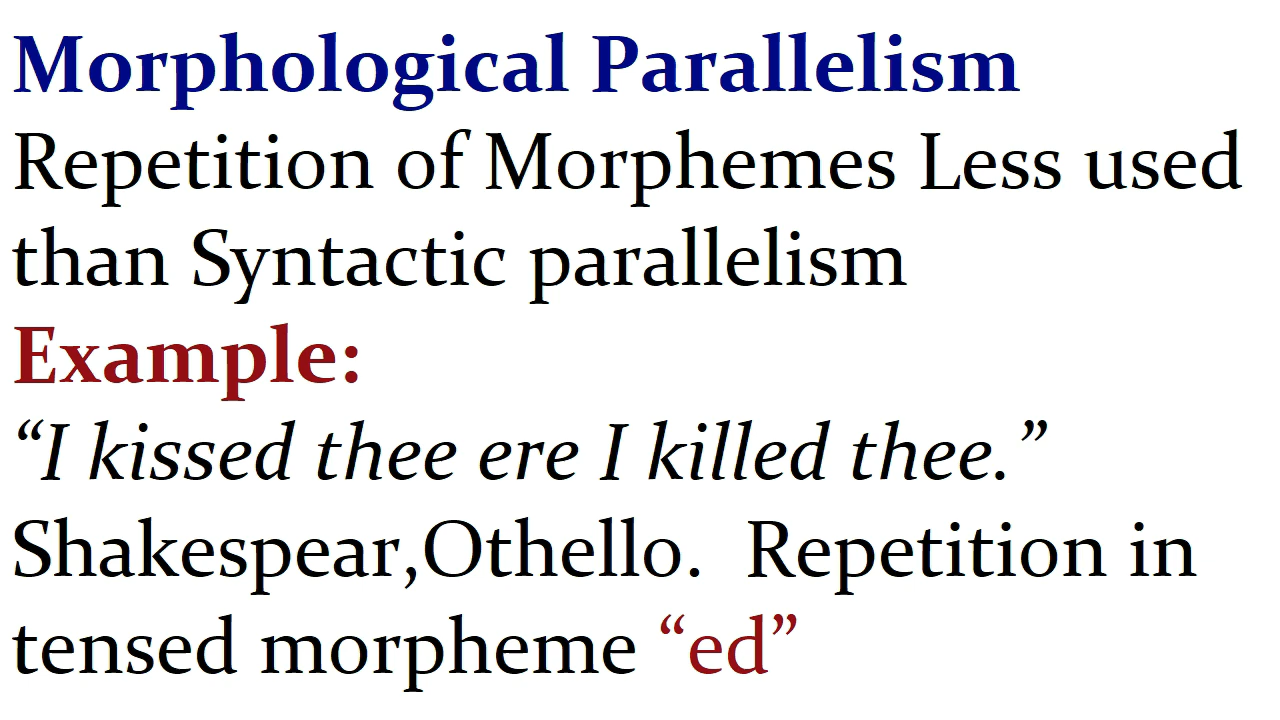 Morphological Parallelism
Repetition of Morphemes Less used
than Syntactic parallelism
Example:
“I kissed thee ere I killed thee.”
Shakespear,Othello.  Repetition in
tensed morpheme “ed”